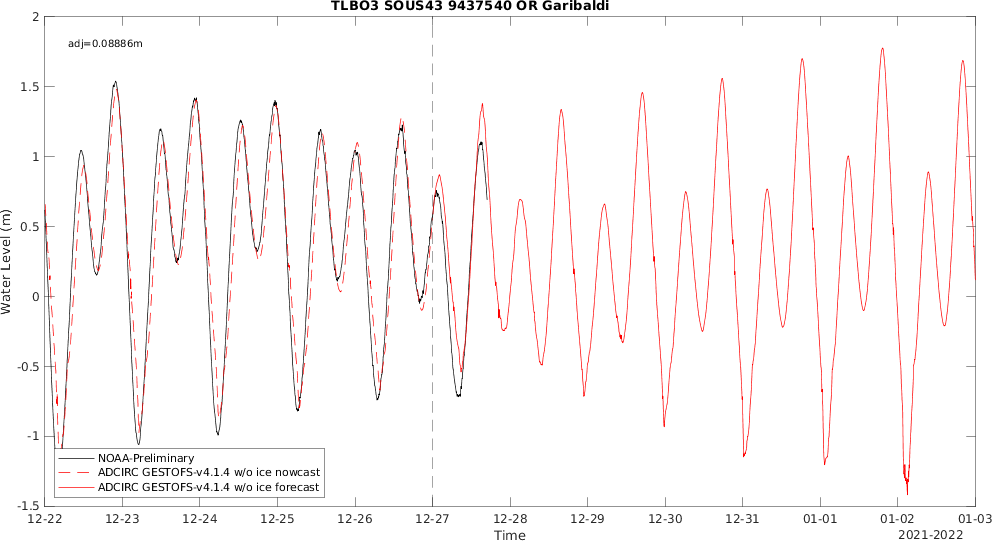 TLBO3 SOUS43 9437540 OR Garibaldi
adj=0.08886m
2
1.5
1
0.5
0
-0.5
-1
-1.5
Water Level (m)
NOAA-Preliminary
ADCIRC GESTOFS-v4.1.4 w/o ice nowcast
ADCIRC GESTOFS-v4.1.4 w/o ice forecast
12-22 12-23 12-24 12-25 12-26 12-27 12-28 12-29 12-30 12-31 01-01 01-02 01-03
Time
2021-2022